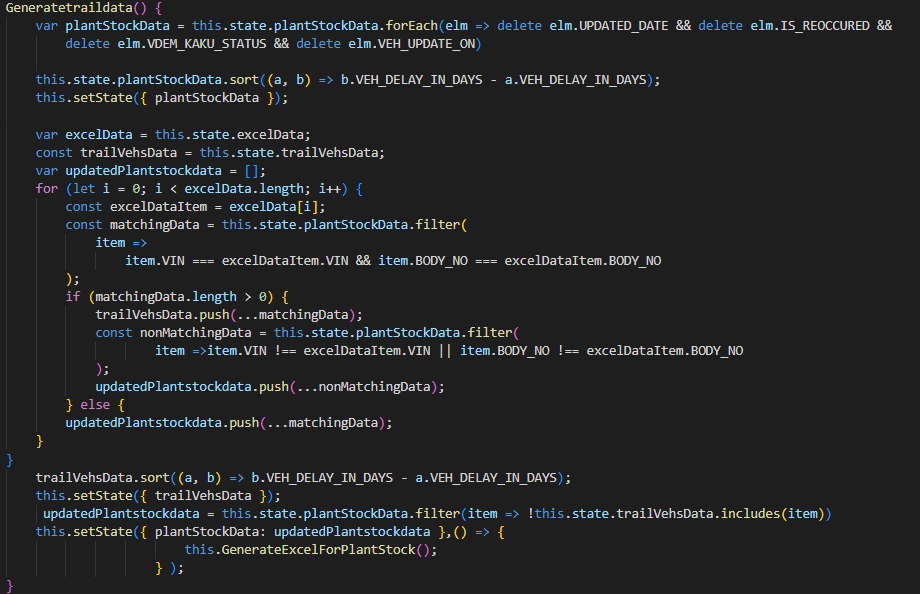 Generatetraildata() {
var plantStockData = this.state.plantStockData.forEach(elm => delete elm.UPDATED_DATE && delete elm.IS_REOCCURED &&
delete elm.VDEM_KAKU_STATUS && delete elm.VEH_UPDATE_ON)
this.state.plantStockData.sort((a, b) => b.VEH_DELAY_IN_DAYS - a.VEH_DELAY_IN_DAYS);
this.setState({ plantStockData });
var excelData = this.state.excelData;
const trailVehsData = this.state.trailVehsData;
var updatedPlantstockdata = [];
for (let i = 0; i < excelData.length; i++) {
const excelDataItem = excelData[i];
const matchingData = this.state.plantStockData.filter(
item =>
item.VIN === excelDataItem.VIN && item.BODY_NO === excelDataItem.BODY_NO
);
if (matchingData.length > 0) {
trailVehsData.push(...matchingData);
const nonMatchingData = this.state.plantStockData.filter(
item =>item.VIN !== excelDataItem.VIN || item.BODY_NO !== excelDataItem.BODY_NO
);
updatedPlantstockdata.push(...nonMatchingData);
} else {
updatedPlantstockdata.push(...matchingData);
}
}
trailVehsData.sort((a, b) => b.VEH_DELAY_IN_DAYS - a.VEH_DELAY_IN_DAYS);
this.setState({ trailVehsData });
updatedPlantstockdata = this.state.plantStockData.filter(item => !this.state.trailVehsData.includes(item))
this.setState({ plantStockData: updatedPlantstockdata },() => {
this.GenerateExcelForPlantStock();
} );
}